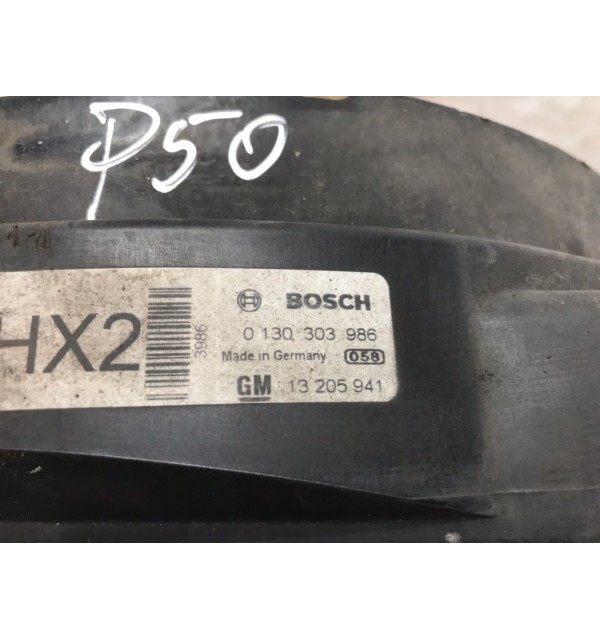 P50
HX2
3986
BOSCH
0 130 303 986
Made in Germany 058
GM 13 205 941